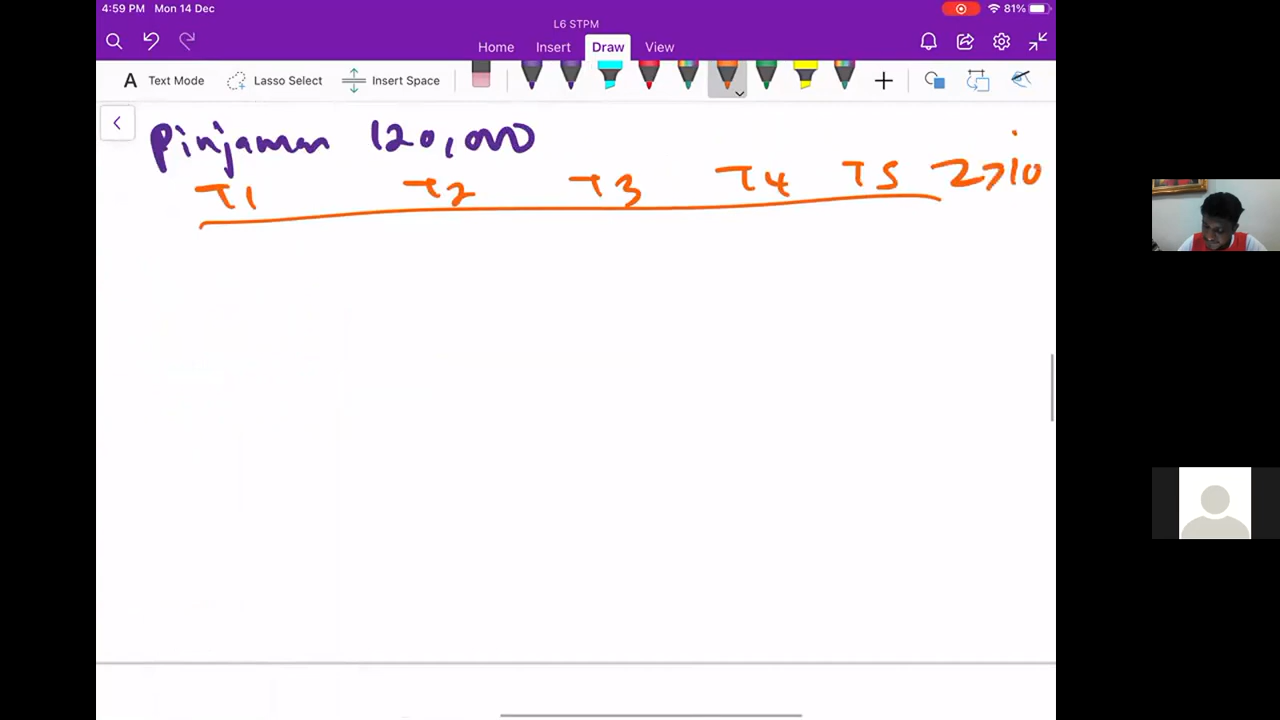 4:59 PM Mon 14 Dec 81%
L6 STPM
Home Insert Draw View
Text Mode Lasso Select Insert Space
Pinjaman 120,000
T1 T2 T3 T4 T5